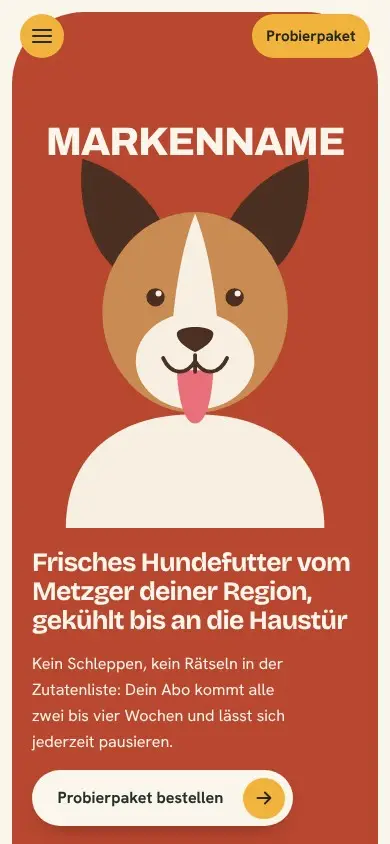 Probierpaket
MARKENNAME
Frisches Hundefutter vom
Metzger deiner Region,
gekühlt bis an die Haustür
Kein Schleppen, kein Rätseln in der
Zutatenliste: Dein Abo kommt alle
zwei bis vier Wochen und lässt sich
jederzeit pausieren.
Probierpaket bestellen